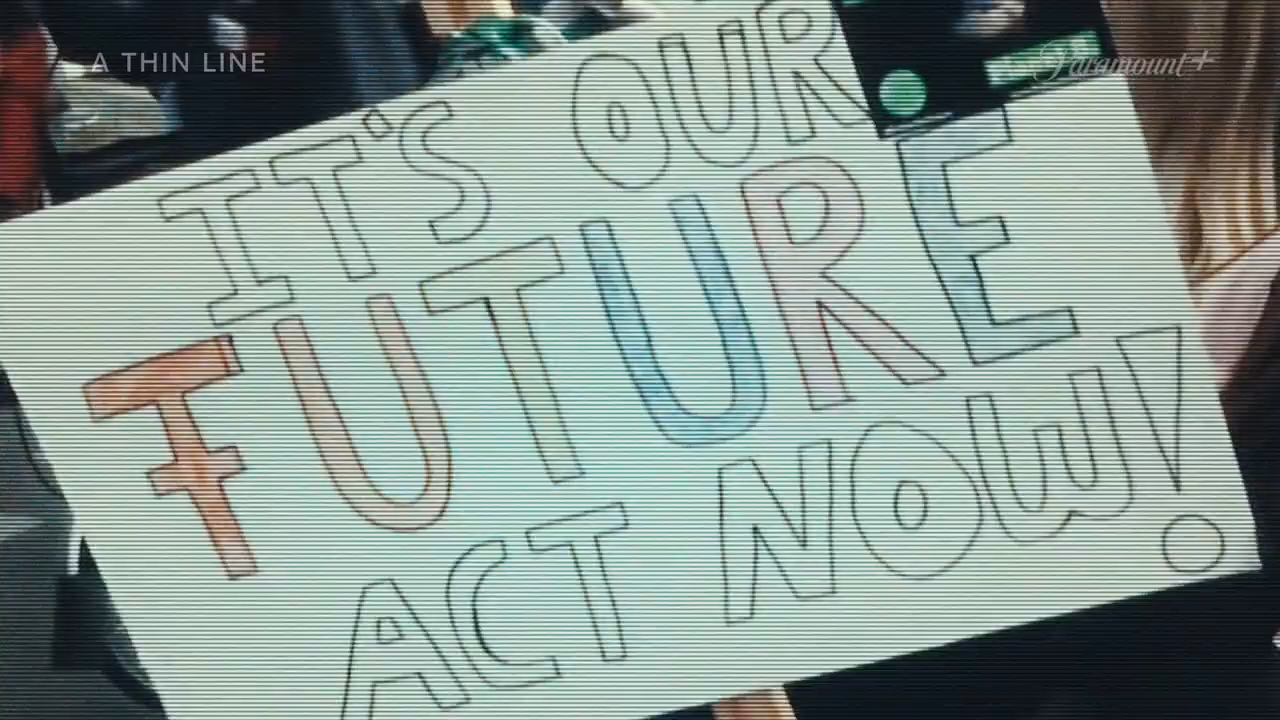 A THIN LINE
Paramount+
IT'S OUR
FUTURE
ACT NOW!